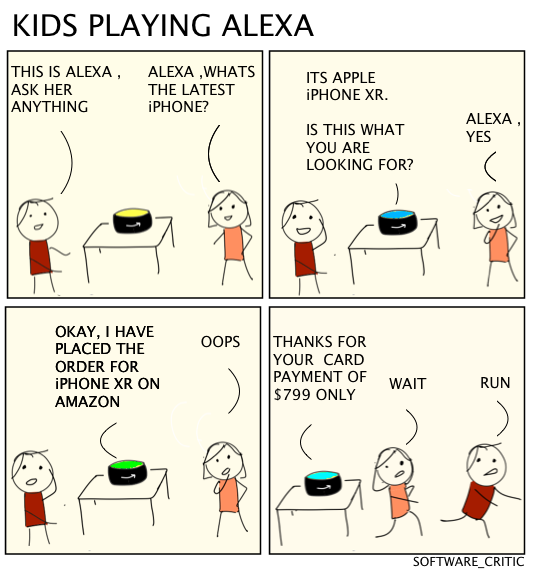 KIDS PLAYING ALEXA
THIS IS ALEXA ,
ASK HER
ANYTHING
ALEXA ,WHATS
THE LATEST
iPHONE?
ITS APPLE
iPHONE XR.
IS THIS WHAT
YOU ARE
LOOKING FOR?
ALEXA ,
YES
OKAY, I HAVE
PLACED THE
ORDER FOR
iPHONE XR ON
AMAZON
OOPS
THANKS FOR
YOUR CARD
PAYMENT OF
$799 ONLY
WAIT
RUN
SOFTWARE_CRITIC